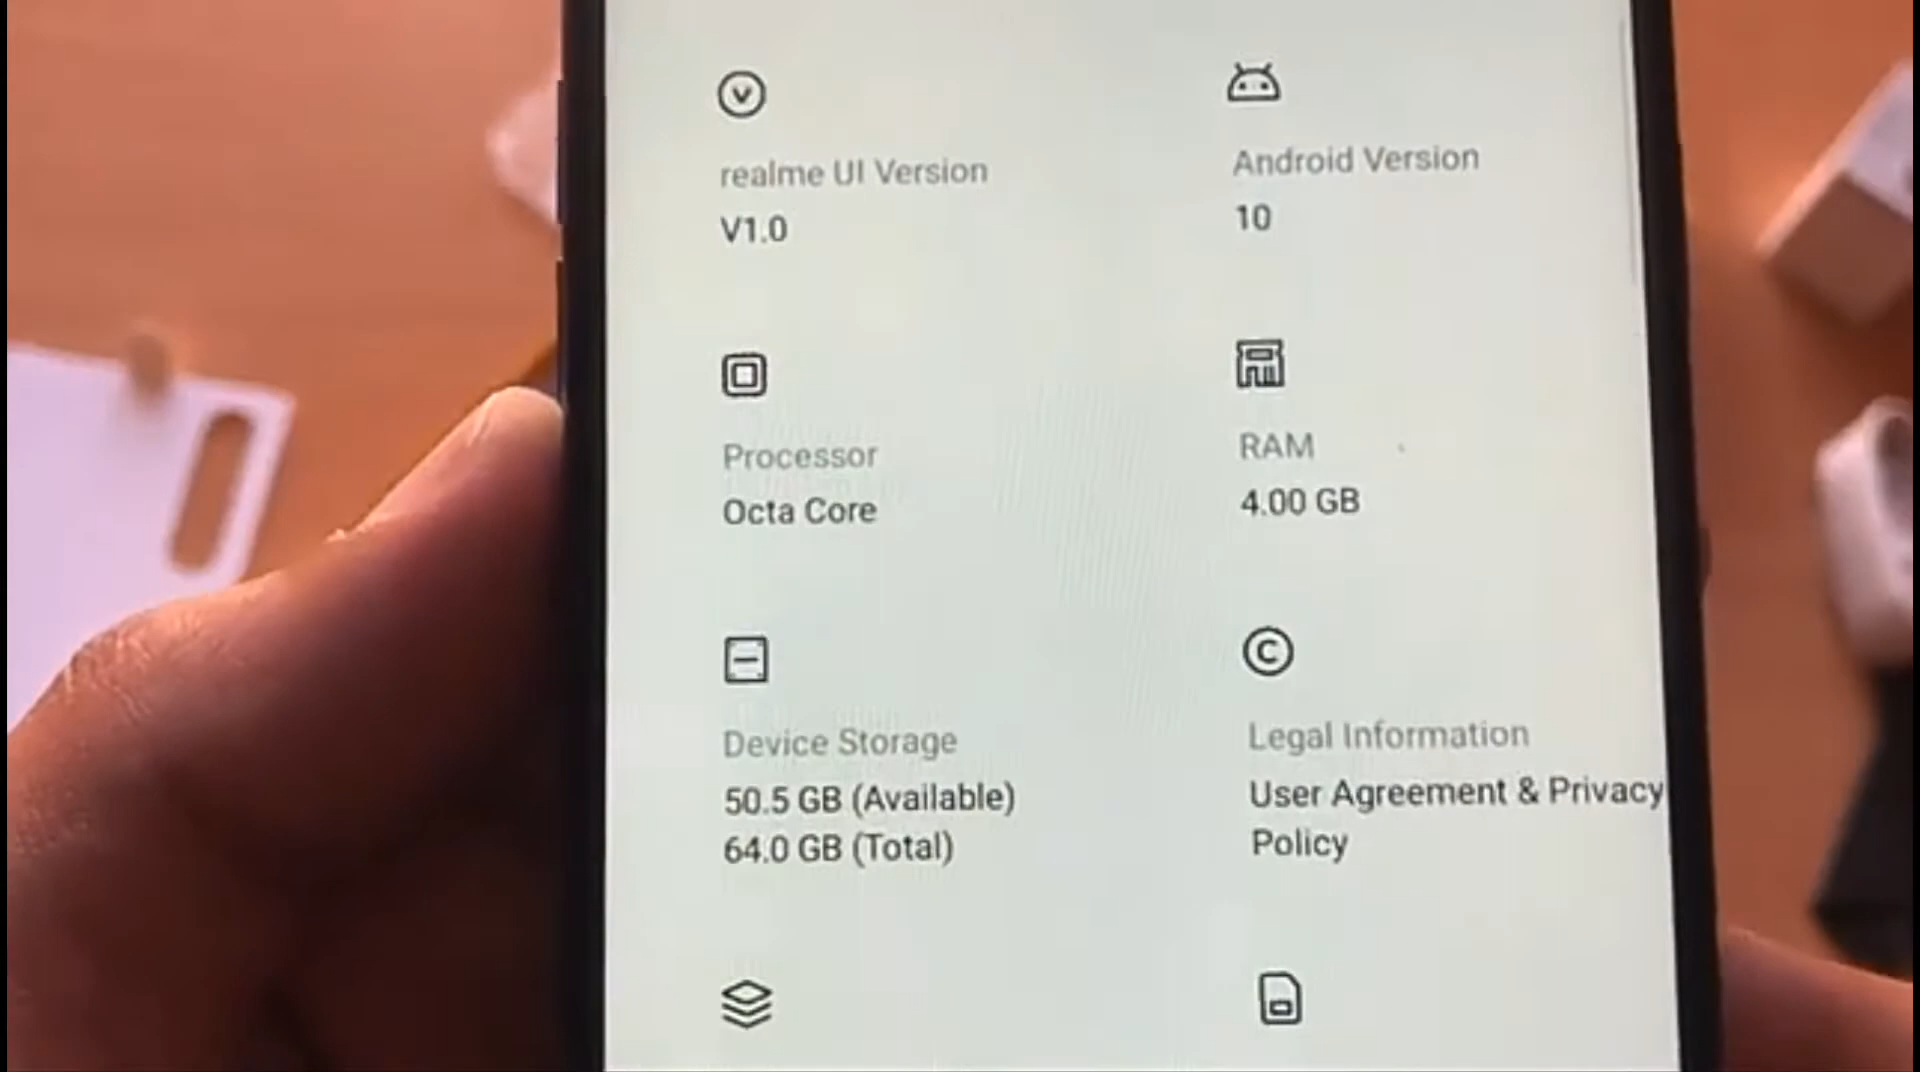 realme UI Version
V1.0
Android Version
10
Processor
Octa Core
RAM
4.00 GB
Device Storage
50.5 GB (Available)
64.0 GB (Total)
Legal Information
User Agreement & Privacy
Policy